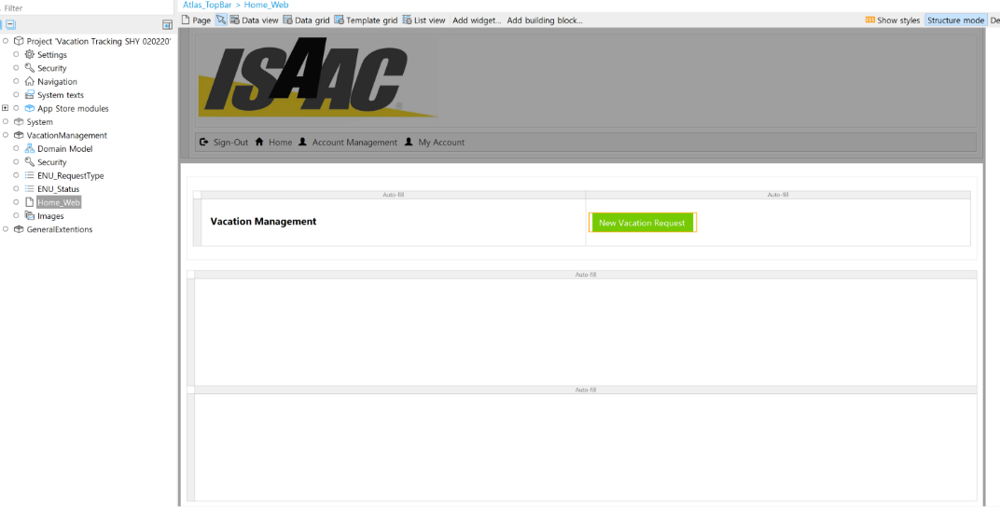 Filter
Atlas_TopBar > Home_Web
Page Data view Data grid Template grid List view Add widget... Add building block... Show styles Structure mode De
Project 'Vacation Tracking SHY 020220'
Settings
Security
Navigation
System texts
App Store modules
System
VacationManagement
Domain Model
Security
ENU_RequestType
ENU_Status
Home_Web
Images
GeneralExtentions
ISAAC
®
Sign-Out Home Account Management My Account
Auto-fill Auto-fill
Vacation Management New Vacation Request
Auto-fill
Auto-fill